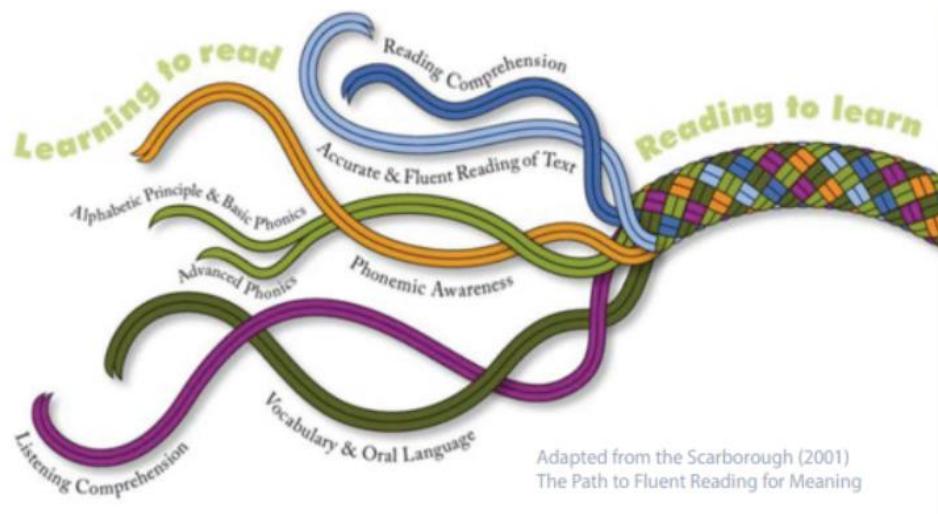 Learning to read
Reading Comprehension
Reading to learn
Accurate & Fluent Reading of Text
Alphabetic Principle & Basic Phonics
Advanced Phonics
Phonemic Awareness
Vocabulary & Oral Language
Listening Comprehension
Adapted from the Scarborough (2001)
The Path to Fluent Reading for Meaning